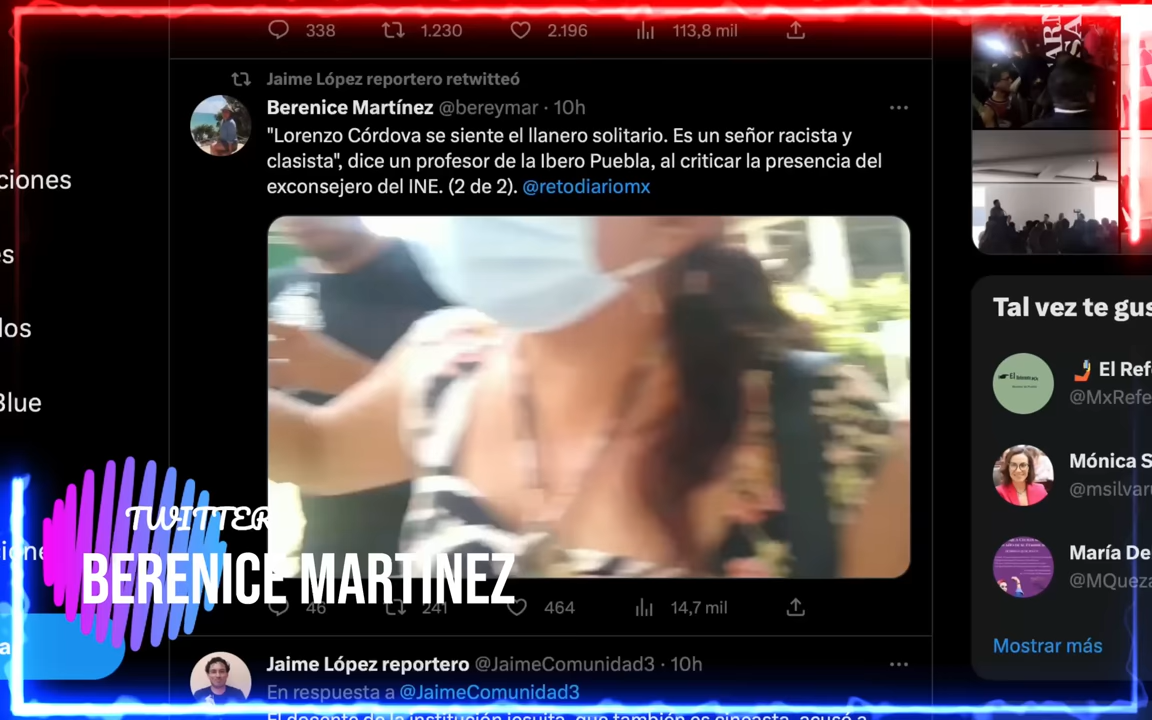 338 1.230 2.196 113,8 mil
Jaime López reportero retwitteó
Berenice Martínez @bereymar · 10h
"Lorenzo Córdova se siente el llanero solitario. Es un señor racista y
clasista", dice un profesor de la Ibero Puebla, al criticar la presencia del
exconsejero del INE. (2 de 2). @retodiariomx
46 241 464 14,7 mil
Jaime López reportero @JaimeComunidad3 · 10h
En respuesta a @JaimeComunidad3
El docente de la institución jesuita, que también es cineasta, acusó a
ciones
s
los
Blue
cione
a
TWITTER
BERENICE MARTINEZ
Tal vez te gus
El Refe
@MxRefe
Mónica S
@msilvaru
María De
@MQueza
Mostrar más